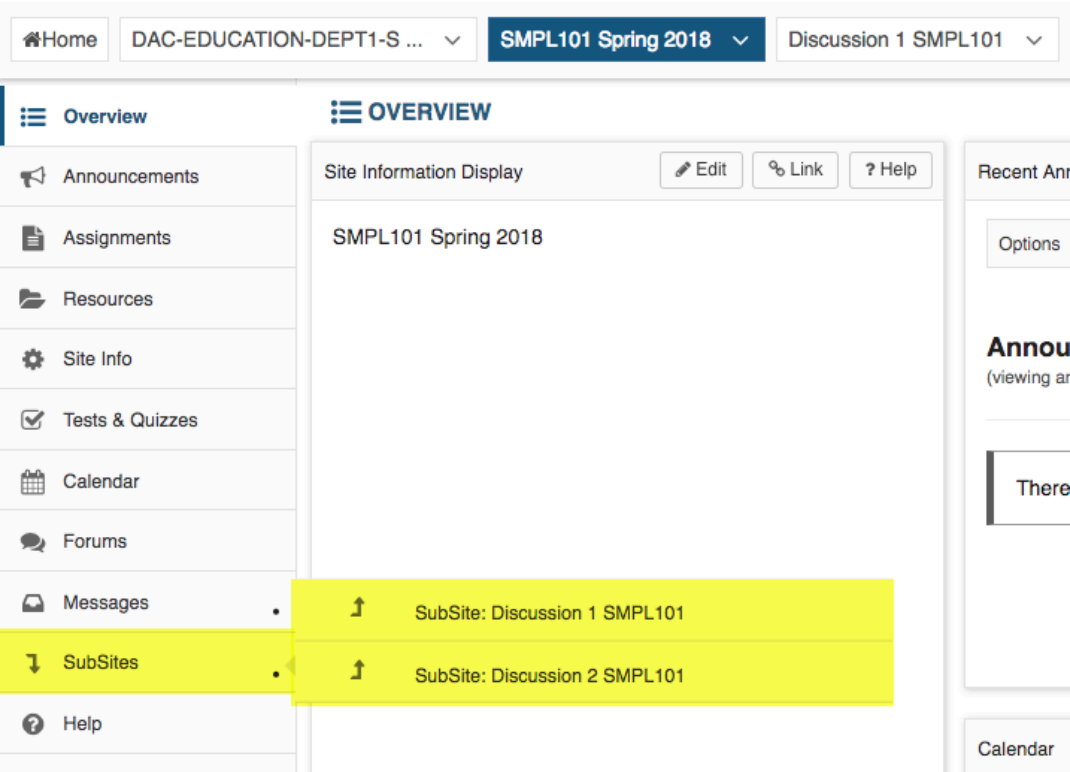 Home
DAC-EDUCATION-DEPT1-S ...
SMPL101 Spring 2018
Discussion 1 SMPL101
Overview
Announcements
Assignments
Resources
Site Info
Tests & Quizzes
Calendar
Forums
Messages
SubSites
Help
OVERVIEW
Site Information Display
Edit
Link
? Help
SMPL101 Spring 2018
SubSite: Discussion 1 SMPL101
SubSite: Discussion 2 SMPL101
Recent Ann
Options
Annou
(viewing an
There
Calendar